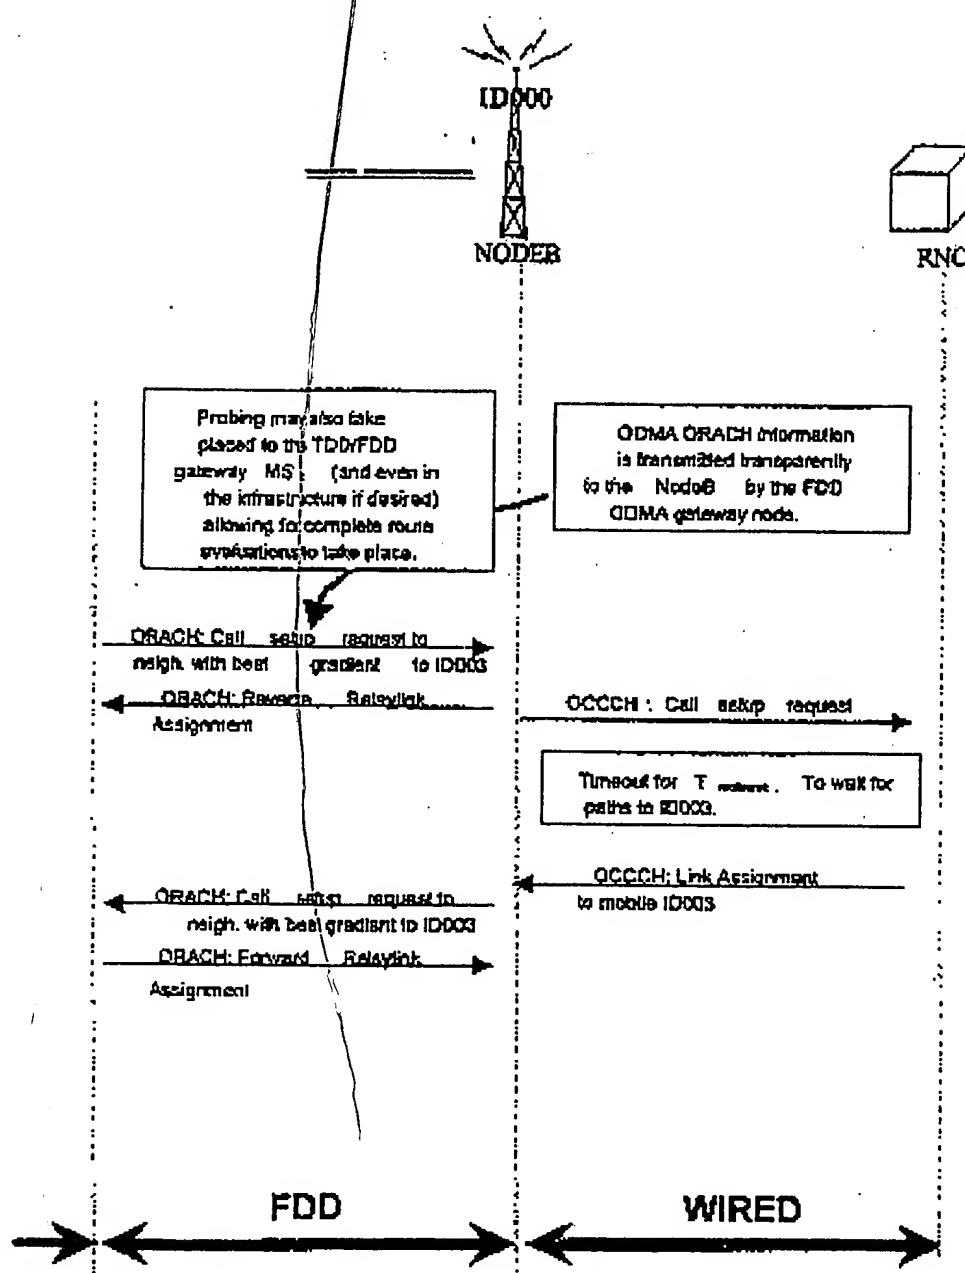 ID000
NODEB
RNC
Probing may also take
placed to the TDD/FDD
gateway MS, (and even in
the infrastructure if desired)
allowing for complete route
evaluations to take place.
ODMA ORACH information
is transmitted transparently
to the NodeB by the FDD
ODMA gateway node.
ORACH: Call setup request to
neigh. with best gradient to ID003
ORACH: Reverse Relaylink
Assignment
OCCCH : Call setup request
Timeout for T . To wait for
paths to ID003.
OCCCH: Link Assignment
to mobile ID003
ORACH: Call setup request to
neigh. with best gradient to ID003
ORACH: Forward Relaylink
Assignment
FDD
WIRED